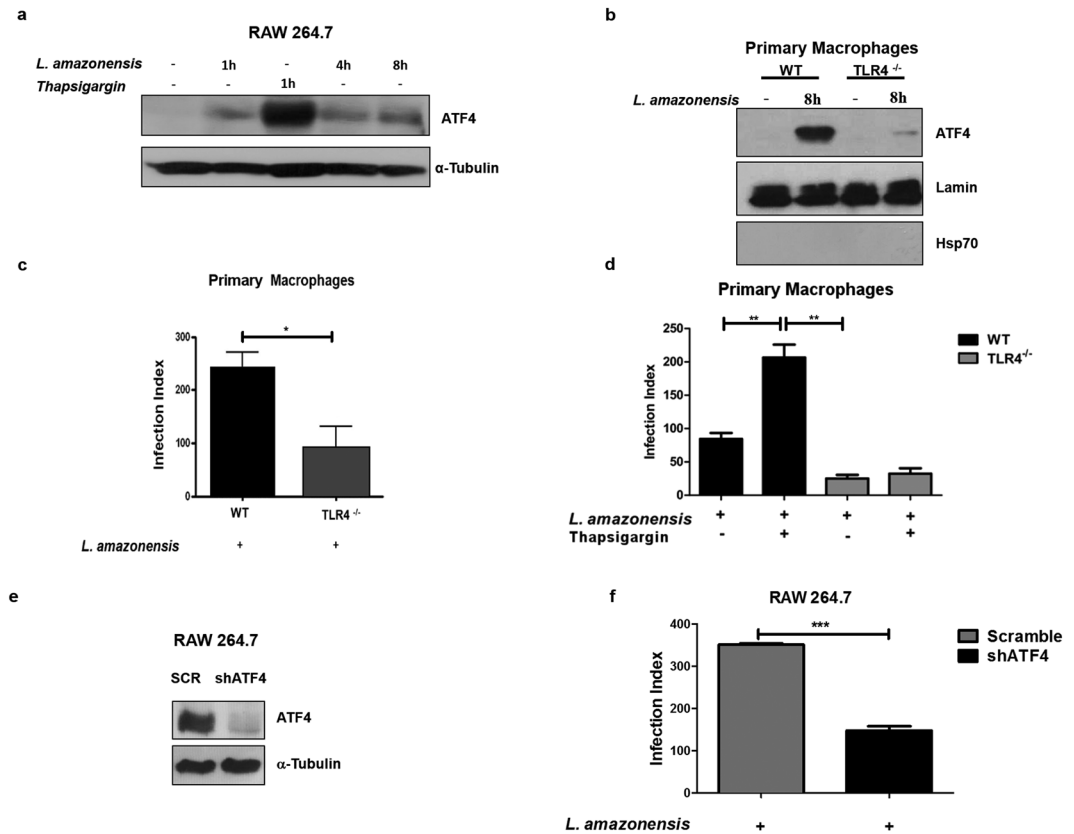 a
RAW 264.7
L. amazonensis - 1h - 4h 8h
Thapsigargin - - 1h - -
ATF4
α-Tubulin
b
Primary Macrophages
WT TLR4 -/-
L. amazonensis - 8h - 8h
ATF4
Lamin
Hsp70
c
Primary Macrophages
*
Infection Index
300
200
100
0
WT TLR4 -/-
L. amazonensis + +
d
Primary Macrophages
** **
Infection Index
250
200
150
100
50
0
WT
TLR4-/-
L. amazonensis + + + +
Thapsigargin - + - +
e
RAW 264.7
SCR shATF4
ATF4
α-Tubulin
f
RAW 264.7
***
Infection Index
400
300
200
100
0
Scramble
shATF4
L. amazonensis + +